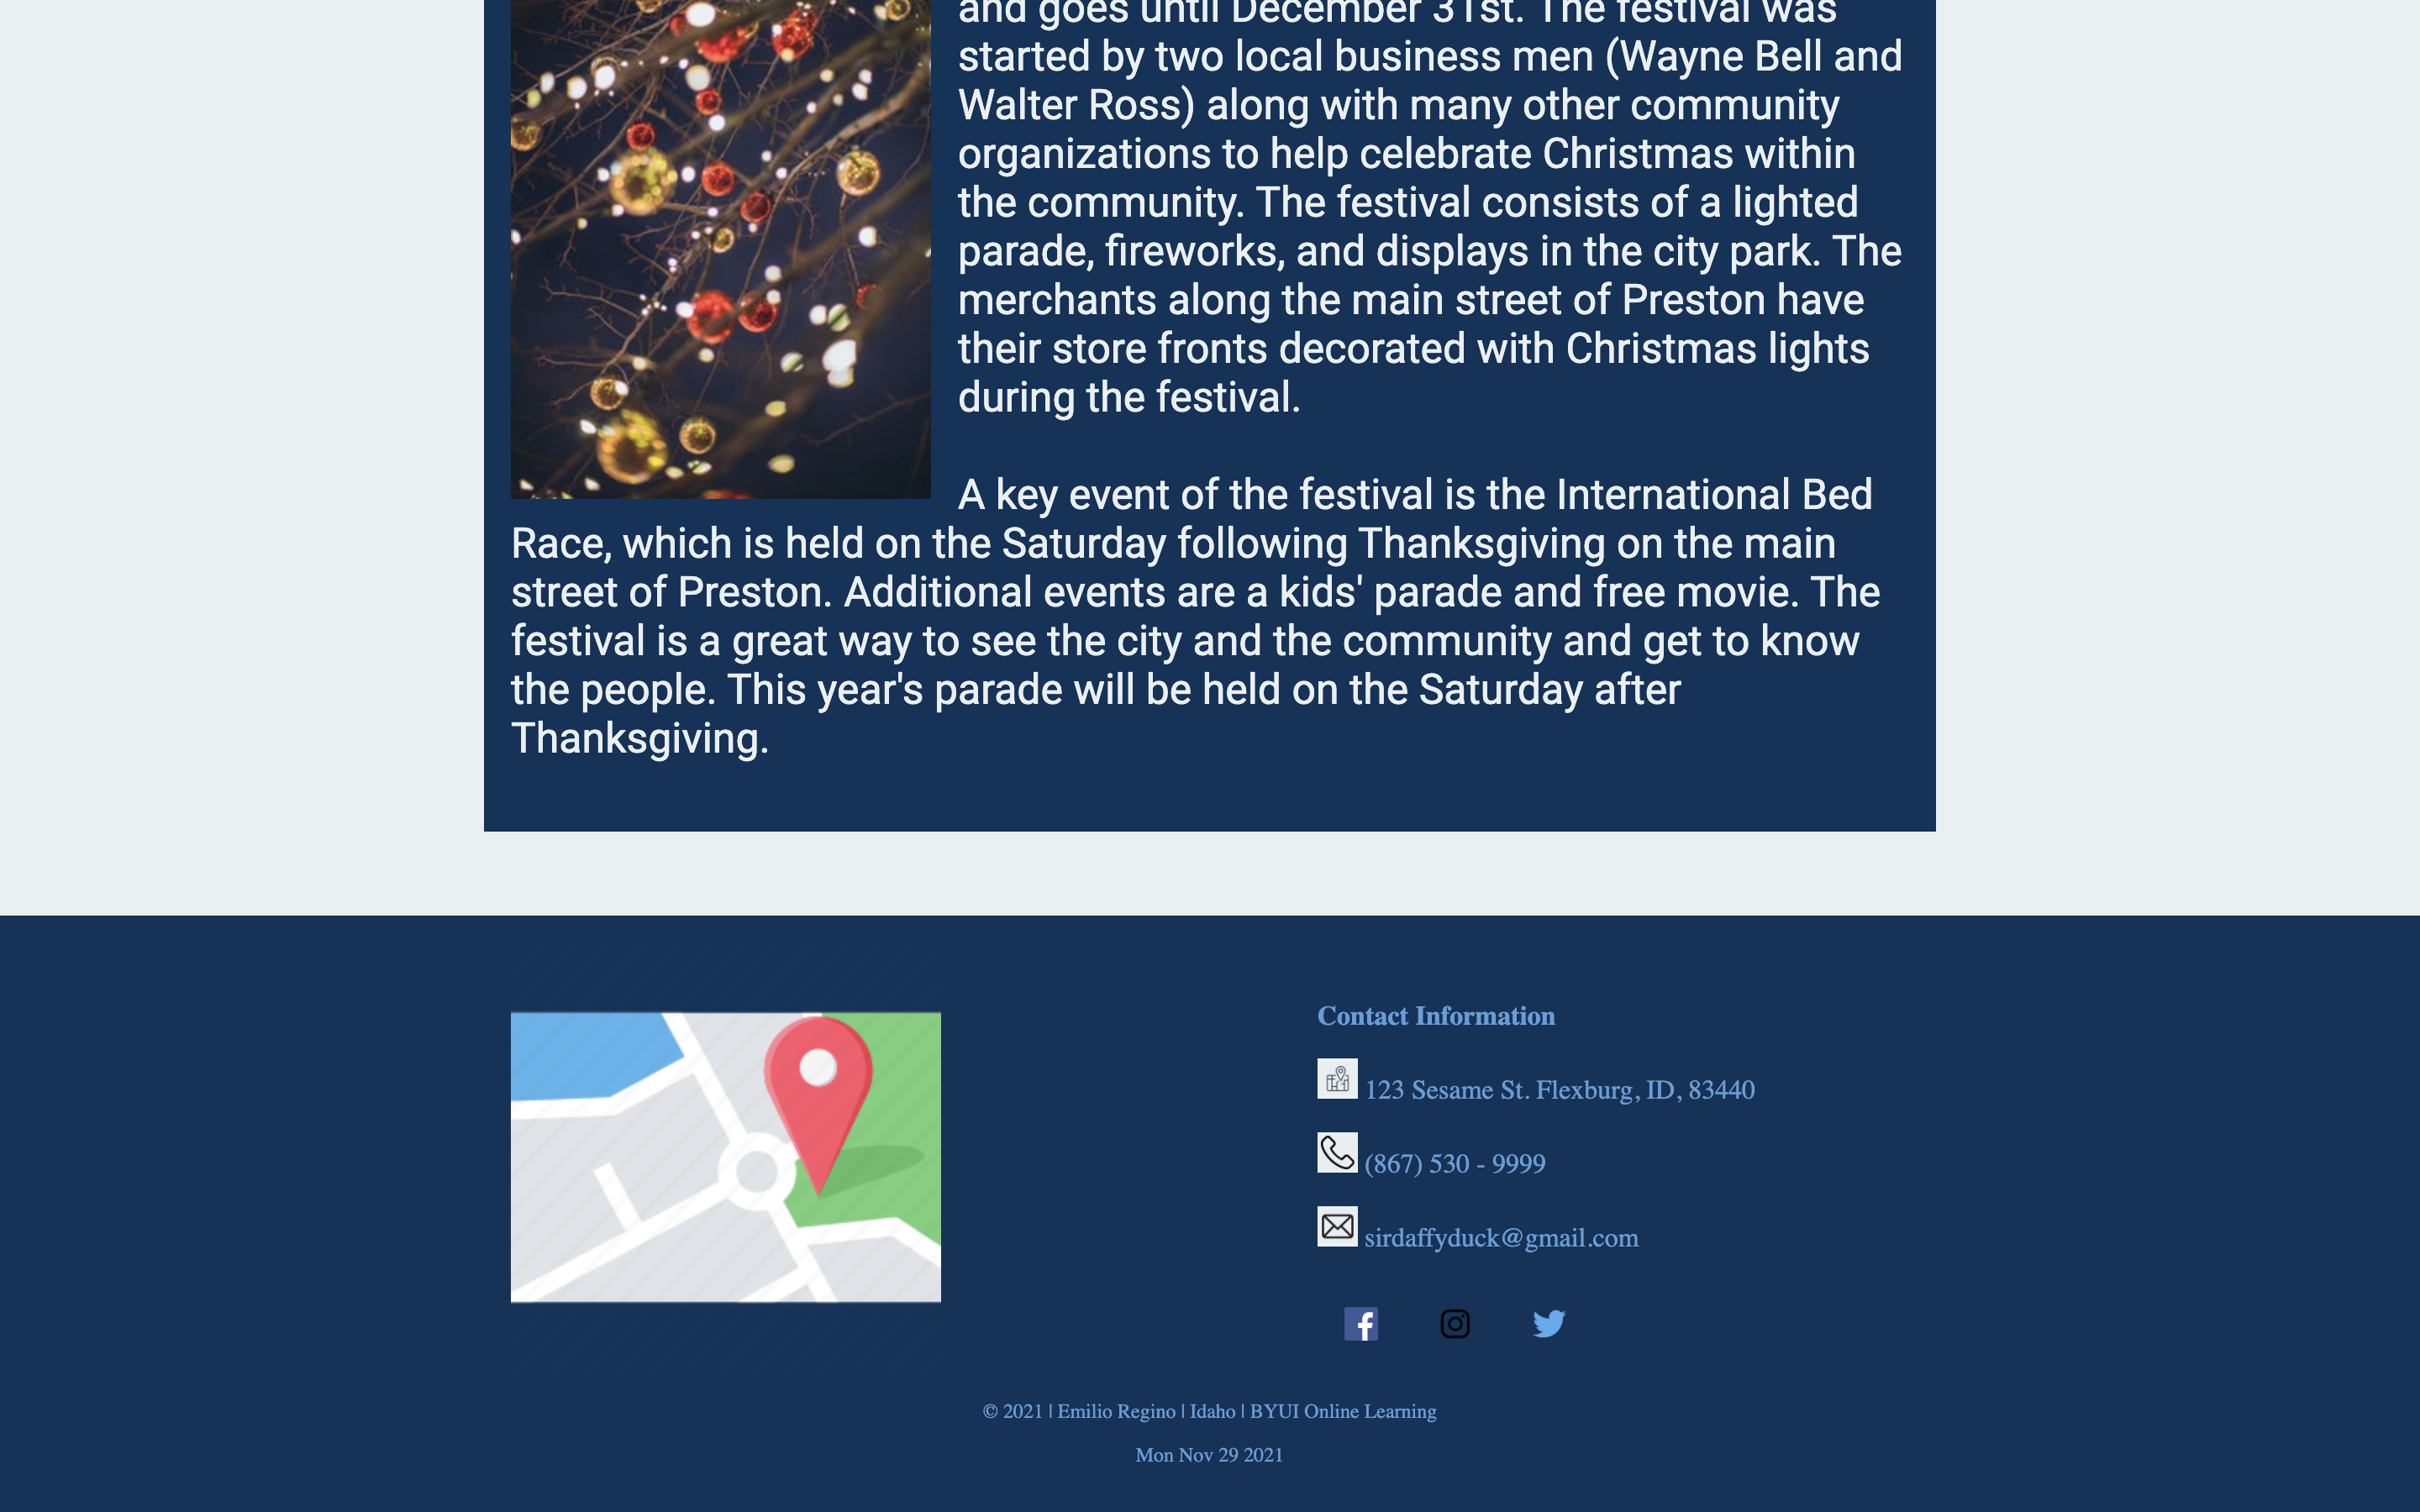 and goes until December 31st. The festival was
started by two local business men (Wayne Bell and
Walter Ross) along with many other community
organizations to help celebrate Christmas within
the community. The festival consists of a lighted
parade, fireworks, and displays in the city park. The
merchants along the main street of Preston have
their store fronts decorated with Christmas lights
during the festival.
A key event of the festival is the International Bed
Race, which is held on the Saturday following Thanksgiving on the main
street of Preston. Additional events are a kids' parade and free movie. The
festival is a great way to see the city and the community and get to know
the people. This year's parade will be held on the Saturday after
Thanksgiving.
Contact Information
123 Sesame St. Flexburg, ID, 83440
(867) 530 - 9999
sirdaffyduck@gmail.com
© 2021 | Emilio Regino | Idaho | BYUI Online Learning
Mon Nov 29 2021